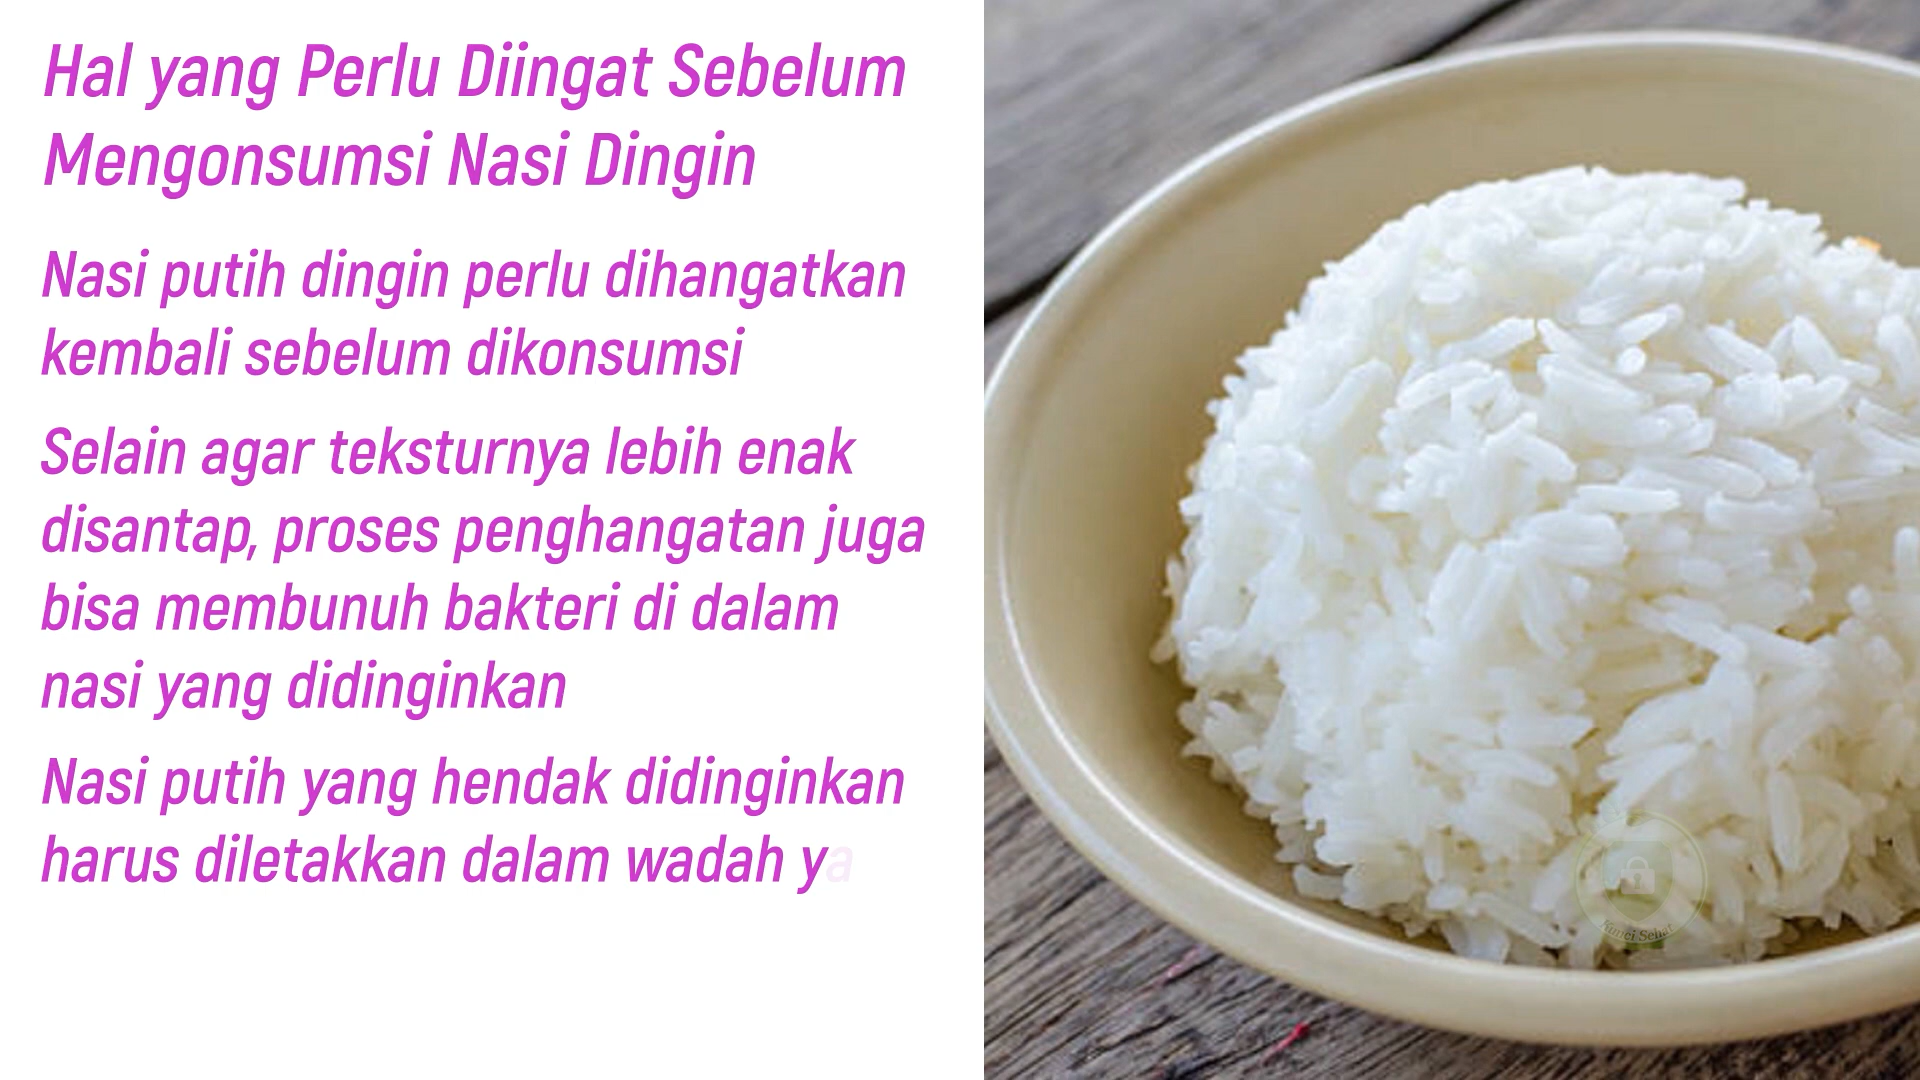 Hal yang Perlu Diingat Sebelum
Mengonsumsi Nasi Dingin
Nasi putih dingin perlu dihangatkan
kembali sebelum dikonsumsi
Selain agar teksturnya lebih enak
disantap, proses penghangatan juga
bisa membunuh bakteri di dalam
nasi yang didinginkan
Nasi putih yang hendak didinginkan
harus diletakkan dalam wadah ya
Kunci Sehat